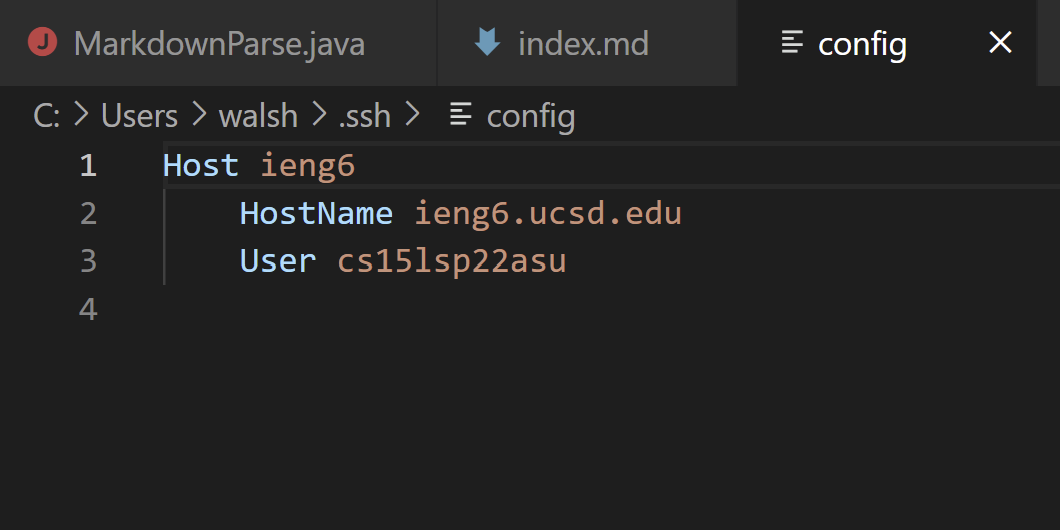 MarkdownParse.java index.md config
C: > Users > walsh > .ssh > config
1 Host ieng6
2 HostName ieng6.ucsd.edu
3 User cs15lsp22asu
4